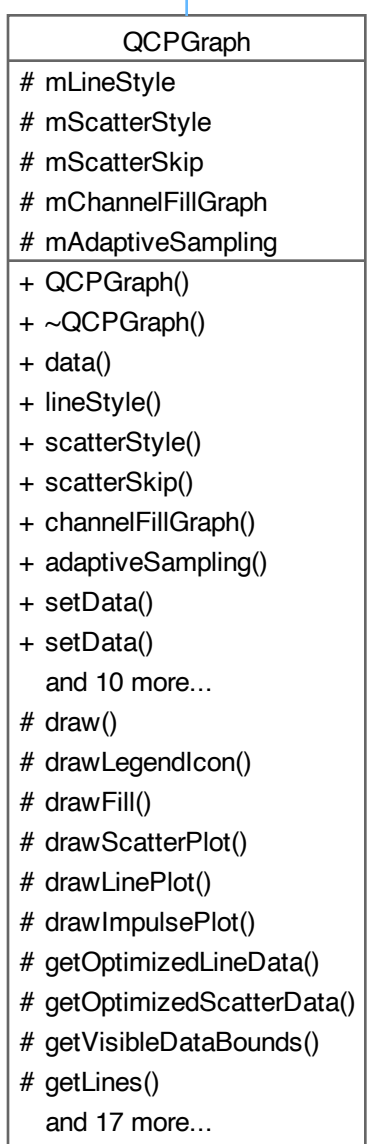 QCPGraph
# mLineStyle
# mScatterStyle
# mScatterSkip
# mChannelFillGraph
# mAdaptiveSampling
+ QCPGraph()
+ ~QCPGraph()
+ data()
+ lineStyle()
+ scatterStyle()
+ scatterSkip()
+ channelFillGraph()
+ adaptiveSampling()
+ setData()
+ setData()
and 10 more...
# draw()
# drawLegendIcon()
# drawFill()
# drawScatterPlot()
# drawLinePlot()
# drawImpulsePlot()
# getOptimizedLineData()
# getOptimizedScatterData()
# getVisibleDataBounds()
# getLines()
and 17 more...